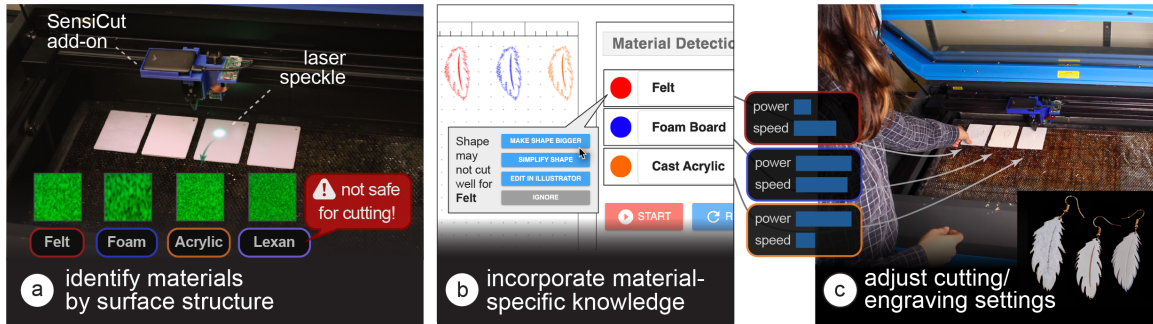 SensiCut
add-on
laser
speckle
not safe
for cutting!
Felt
Foam
Acrylic
Lexan
a
identify materials
by surface structure
Material Detectio
Felt
Foam Board
Cast Acrylic
Shape
may
not cut
well for
Felt
MAKE SHAPE BIGGER
SIMPLIFY SHAPE
EDIT IN ILLUSTRATOR
IGNORE
START
R
b
incorporate material-
specific knowledge
power
speed
power
speed
power
speed
c
adjust cutting/
engraving settings